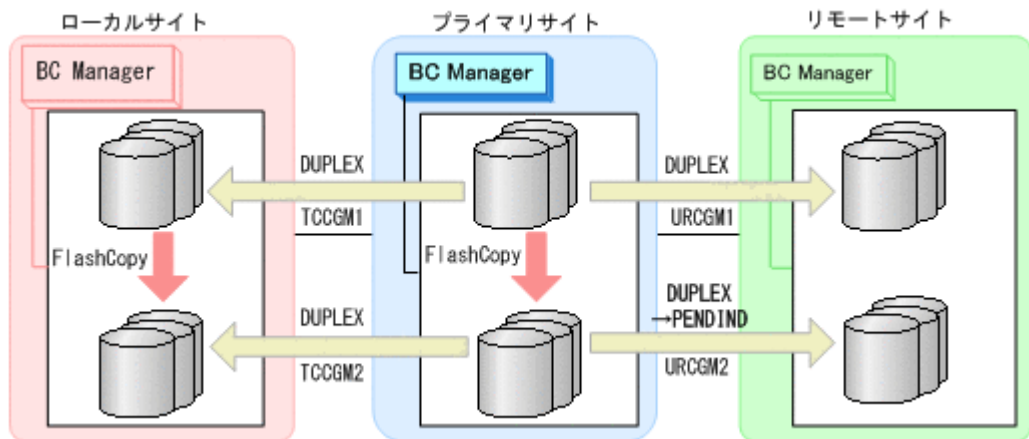 ローカルサイト
プライマリサイト
リモートサイト
BC Manager
BC Manager
BC Manager
DUPLEX
DUPLEX
TCCGM1
URCGM1
FlashCopy
FlashCopy
DUPLEX
DUPLEX
→PENDIND
TCCGM2
URCGM2